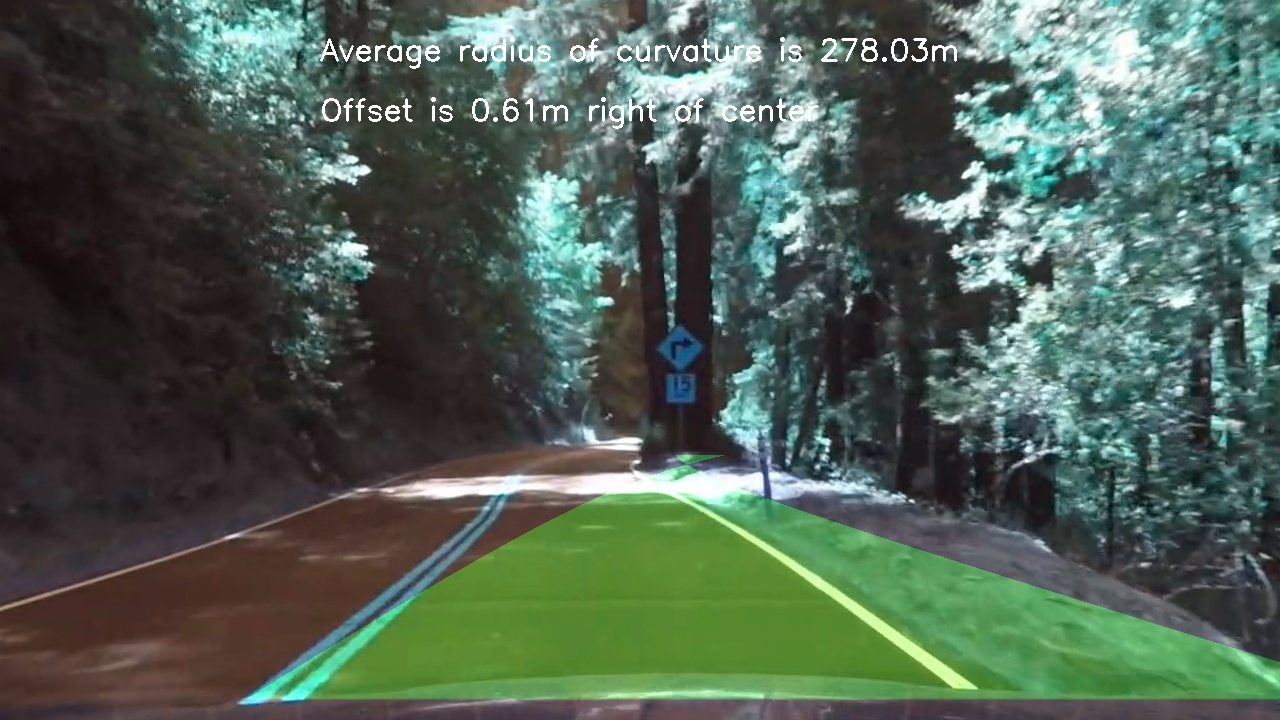 Average radius of curvature is 278.03m
Offset is 0.61m right of center
15